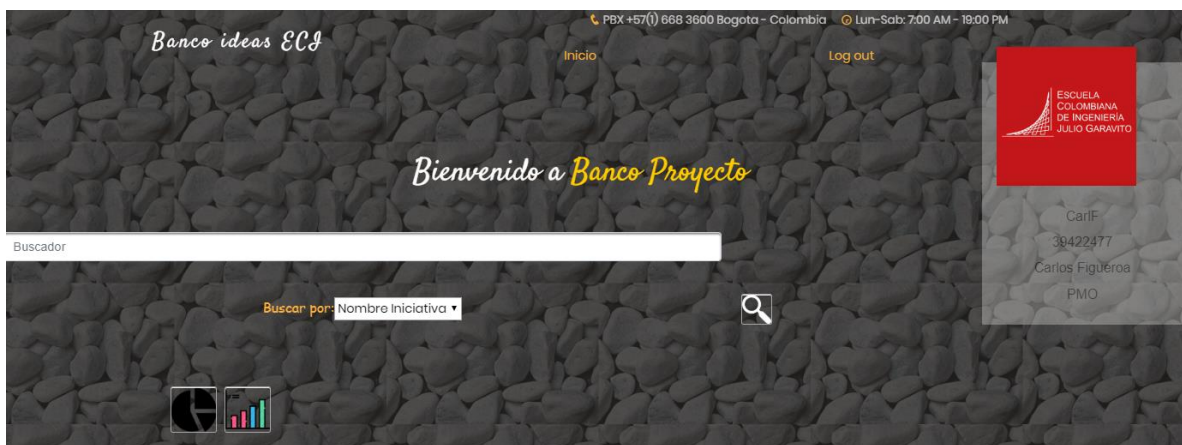 PBX +57(1) 668 3600 Bogota - Colombia Lun-Sab: 7:00 AM - 19:00 PM
Banco ideas ECI
Inicio Log out
ESCUELA
COLOMBIANA
DE INGENIERÍA
JULIO GARAVITO
Bienvenido a Banco Proyecto
CarlF
39422477
Carlos Figueroa
PMO
Buscador
Buscar por: Nombre Iniciativa